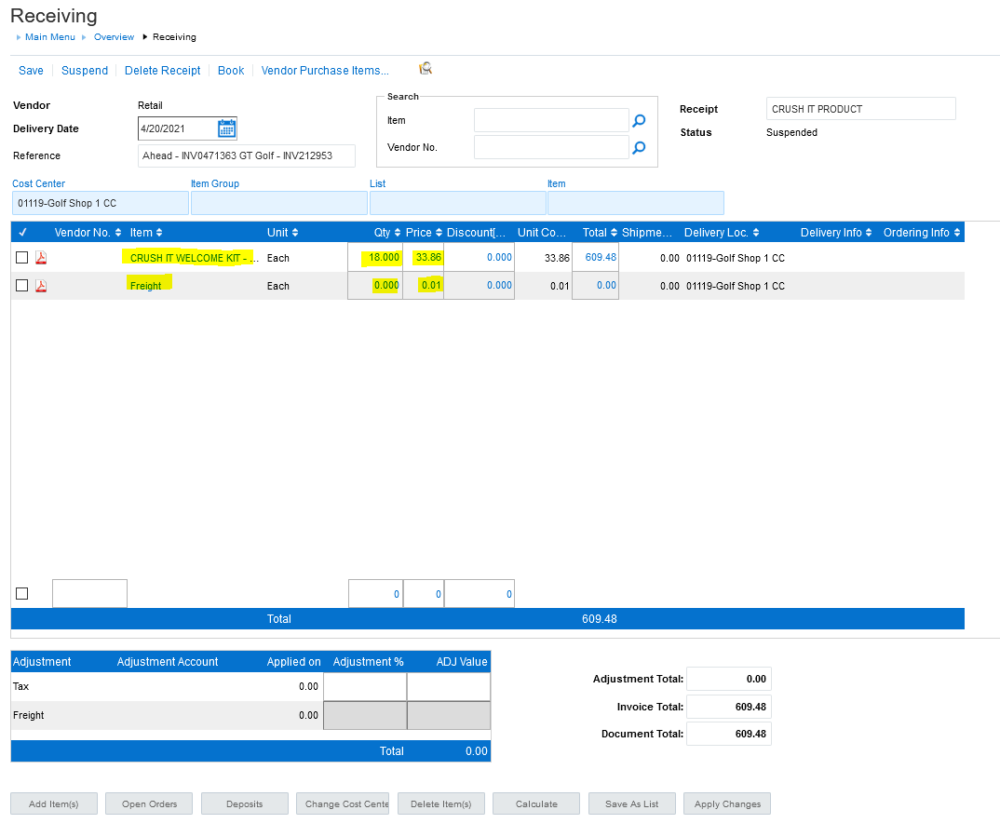 Receiving
Main Menu Overview Receiving
Save Suspend Delete Receipt Book Vendor Purchase Items...
Vendor Retail
Delivery Date 4/20/2021
Reference Ahead - INV0471363 GT Golf - INV212953
Search
Item
Vendor No.
Receipt CRUSH IT PRODUCT
Status Suspended
Cost Center Item Group List Item
01119-Golf Shop 1 CC
Vendor No. Item Unit Qty Price Discount[... Unit Co... Total Shipme... Delivery Loc. Delivery Info Ordering Info
CRUSH IT WELCOME KIT - ... Each 18.000 33.86 0.000 33.86 609.48 0.00 01119-Golf Shop 1 CC
Freight Each 0.000 0.01 0.000 0.01 0.00 0.00 01119-Golf Shop 1 CC
0 0 0
Total 609.48
Adjustment Adjustment Account Applied on Adjustment % ADJ Value
Tax 0.00
Freight 0.00
Total 0.00
Adjustment Total: 0.00
Invoice Total: 609.48
Document Total: 609.48
Add Item(s) Open Orders Deposits Change Cost Cente Delete Item(s) Calculate Save As List Apply Changes